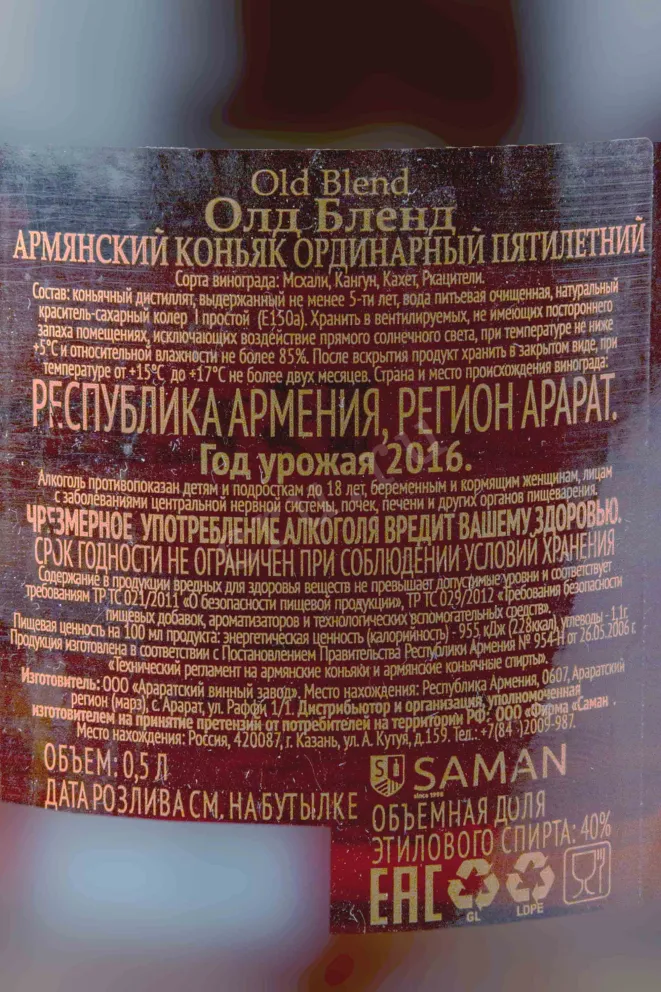 Old Blend
Олд Бленд
АРМЯНСКИЙ КОНЬЯК ОРДИНАРНЫЙ ПЯТИЛЕТНИЙ
Сорта винограда: Мсхали, Кангун, Кахет, Ркацители.
Состав: коньячный дистиллят, выдержанный не менее 5-ти лет, вода питьевая очищенная, натуральный
краситель-сахарный колер 1 простой (Е150а). Хранить в вентилируемых, не имеющих постороннего
запаха помещениях, исключающих воздействие прямого солнечного света, при температуре не ниже
+5°С и относительной влажности не более 85%. После вскрытия продукт хранить в закрытом виде, при
температуре от +15°С до +17°С не более двух месяцев. Страна и место происхождения винограда:
РЕСПУБЛИКА АРМЕНИЯ, РЕГИОН АРАРАТ.
Год урожая 2016.
Алкоголь противопоказан детям и подросткам до 18 лет, беременным и кормящим женщинам, лицам
с заболеваниями центральной нервной системы, почек, печени и других органов пищеварения.
ЧРЕЗМЕРНОЕ УПОТРЕБЛЕНИЕ АЛКОГОЛЯ ВРЕДИТ ВАШЕМУ ЗДОРОВЬЮ.
СРОК ГОДНОСТИ НЕ ОГРАНИЧЕН ПРИ СОБЛЮДЕНИИ УСЛОВИЙ ХРАНЕНИЯ
Содержание в продукции вредных для здоровья веществ не превышает допустимые уровни и соответствует
требованиям ТР ТС 021/2011 «О безопасности пищевой продукции», ТР ТС 029/2012 «Требования безопасности
пищевых добавок, ароматизаторов и технологических вспомогательных средств».
Пищевая ценность на 100 мл продукта: энергетическая ценность (калорийность) - 955 кДж (228ккал), углеводы - 1,1г.
Продукция изготовлена в соответствии с Постановлением Правительства Республики Армения № 954-Н от 26.05.2006 г.
«Технический регламент на армянские коньяки и армянские коньячные спирты».
Изготовитель: ООО «Араратский винный завод». Место нахождения: Республика Армения, 0607, Араратский
регион (марз), г. Арарат, ул. Раффи 1/1. Дистрибьютор и организация, уполномоченная
изготовителем на принятие претензий от потребителей на территории РФ: ООО «Фирма «Саман».
Место нахождения: Россия, 420087, г. Казань, ул. А. Кутуя, д.159. Тел.: +7(84 )2009-987.
ОБЪЕМ: 0,5 Л
ДАТА РОЗЛИВА СМ. НА БУТЫЛКЕ
SAMAN
since 1998
ОБЪЕМНАЯ ДОЛЯ
ЭТИЛОВОГО СПИРТА: 40%
ЕАС
GL
LDPE